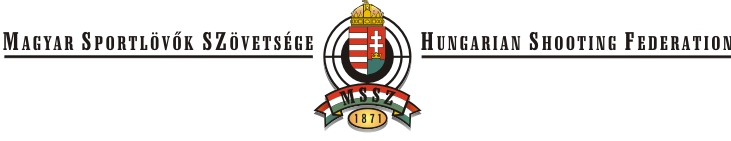 MAGYAR SPORTLÖVŐK SZÖVETSÉGE
HUNGARIAN SHOOTING FEDERATION
MSSZ
1871